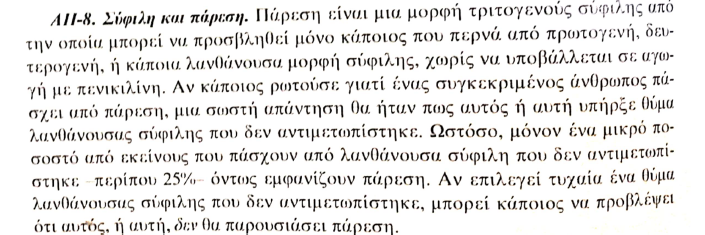 ΑΠ-8. Σύφιλη και πάρεση. Πάρεση είναι μια μορφή τριτογενούς σύφιλης από
την οποία μπορεί να προσβληθεί μόνο κάποιος που περνά από πρωτογενή, δευ-
τερογενή, ή κάποια λανθάνουσα μορφή σύφιλης, χωρίς να υποβάλλεται σε αγω-
γή με πενικιλίνη. Αν κάποιος ρωτούσε γιατί ένας συγκεκριμένος άνθρωπος πά-
σχει από πάρεση, μια σωστή απάντηση θα ήταν πως αυτός ή αυτή υπήρξε θύμα
λανθάνουσας σύφιλης που δεν αντιμετωπίστηκε. Ωστόσο, μόνον ένα μικρό πο-
σοστό από εκείνους που πάσχουν από λανθάνουσα σύφιλη που δεν αντιμετωπί-
στηκε –περίπου 25%– όντως εμφανίζουν πάρεση. Αν επιλεγεί τυχαία ένα θύμα
λανθάνουσας σύφιλης που δεν αντιμετωπίστηκε, μπορεί κάποιος να προβλέψει
ότι αυτός, ή αυτή, δεν θα παρουσιάσει πάρεση.